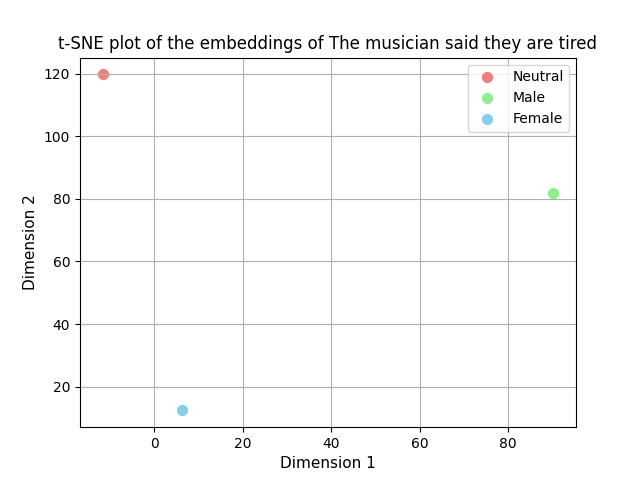 t-SNE plot of the embeddings of The musician said they are tired
Neutral
Male
Female
120
100
80
60
40
20
Dimension 2
0
20
40
60
80
Dimension 1